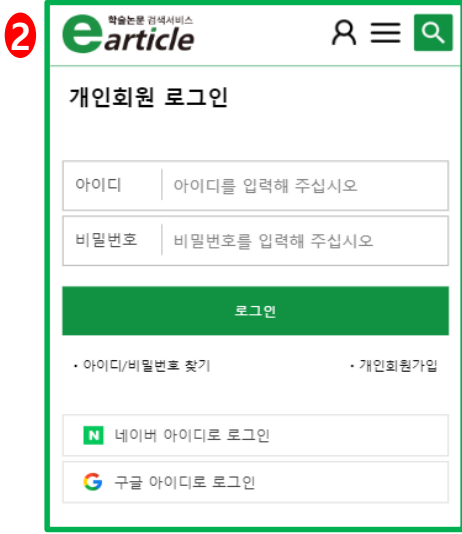 2
학술논문 검색서비스
earticle
개인회원 로그인
아이디 아이디를 입력해 주십시오
비밀번호 비밀번호를 입력해 주십시오
로그인
· 아이디/비밀번호 찾기 · 개인회원가입
N 네이버 아이디로 로그인
G 구글 아이디로 로그인